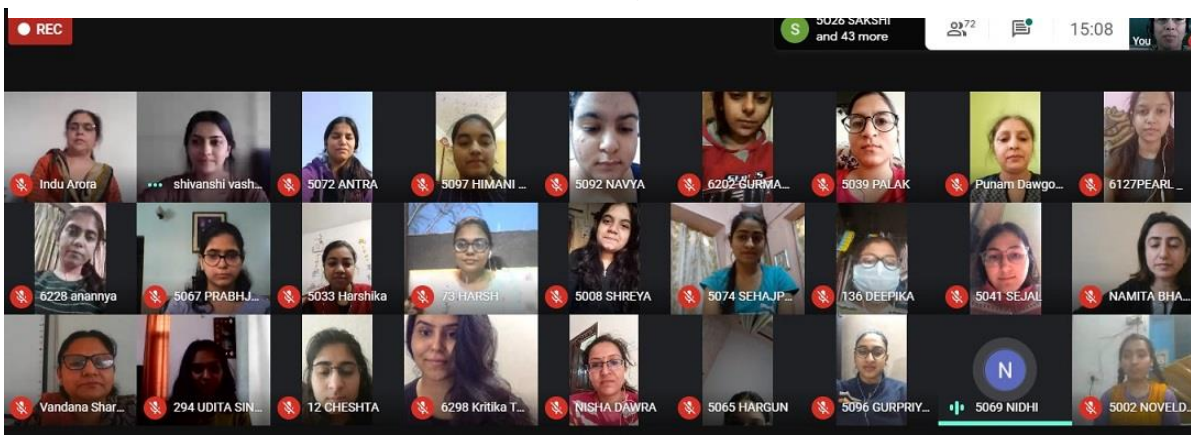 REC
S
5026 SAKSHI
and 43 more
72
15:08
You
Indu Arora
shivanshi vash...
5072 ANTRA
5097 HIMANI ...
5092 NAVYA
6202 GURMA...
5039 PALAK
Punam Dawgo...
6127PEARL _
6228 anannya
5067 PRABHJ...
5033 Harshika
73 HARSH
5008 SHREYA
5074 SEHAJP...
136 DEEPIKA
5041 SEJAL
NAMITA BHA...
Vandana Shar...
294 UDITA SIN...
12 CHESHTA
6298 Kritika T...
NISHA DAWRA
5065 HARGUN
5096 GURPRIY...
N
5069 NIDHI
5002 NOVELD...